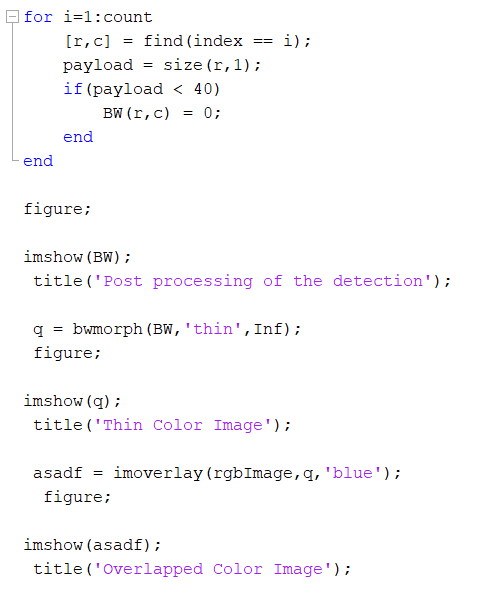 for i=1:count
    [r,c] = find(index == i);
    payload = size(r,1);
    if(payload < 40)
        BW(r,c) = 0;
    end
end
figure;
imshow(BW);
 title('Post processing of the detection');
 q = bwmorph(BW,'thin',Inf);
 figure;
imshow(q);
 title('Thin Color Image');
 asadf = imoverlay(rgbImage,q,'blue');
  figure;
imshow(asadf);
 title('Overlapped Color Image');